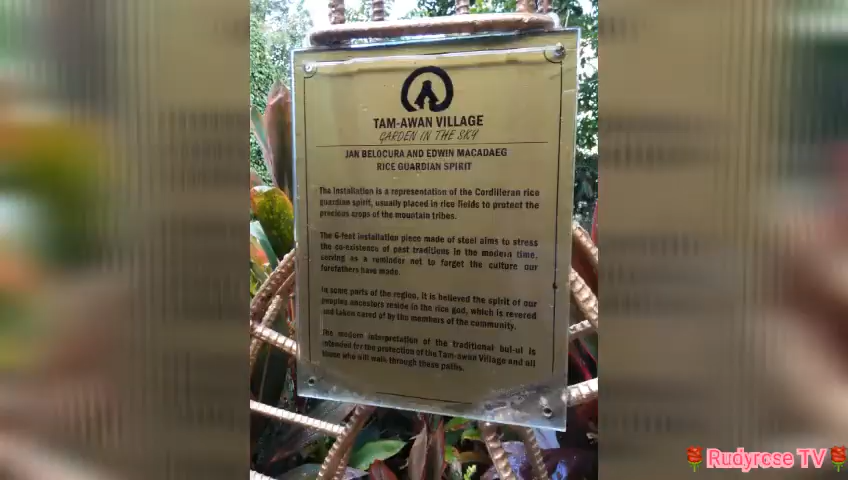 TAM-AWAN VILLAGE
GARDEN IN THE SKY
JAN BELOCURA AND EDWIN MACADAEG
RICE GUARDIAN SPIRIT
The installation is a representation of the Cordilleran rice
guardian spirit, usually placed in rice fields to protect the
precious crops of the mountain tribes.
The 6-feet installation piece made of steel aims to stress
the co-existence of past traditions in the modern time,
serving as a reminder not to forget the culture our
forefathers have made.
In some parts of the region, it is believed the spirit of our
peoples ancestors reside in the rice god, which is revered
and taken cared of by the members of the community.
The modern interpretation of the traditional bul-ul is
intended for the protection of the Tam-awan Village and all
those who will walk through these paths.
🌹Rudyrose TV🌹